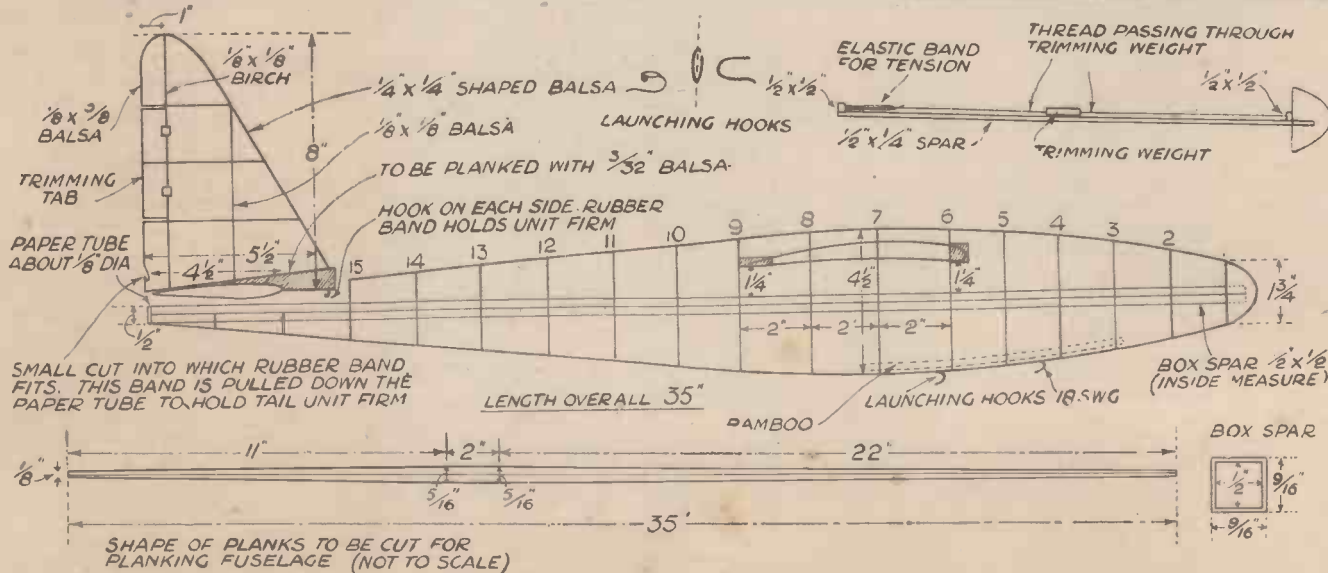 1"
1/8" x 1/8"
BIRCH
1/8 x 3/8
BALSA
1/4" x 1/4" SHAPED BALSA
1/8" x 1/8" BALSA
8"
TO BE PLANKED WITH 3/32" BALSA
HOOK ON EACH SIDE. RUBBER
BAND HOLDS UNIT FIRM
TRIMMING
TAB
PAPER TUBE
ABOUT 1/8" DIA
5 1/2"
4 1/2"
1/2"
SMALL CUT INTO WHICH RUBBER BAND
FITS. THIS BAND IS PULLED DOWN THE
PAPER TUBE TO HOLD TAIL UNIT FIRM
LAUNCHING HOOKS
ELASTIC BAND
FOR TENSION
THREAD PASSING THROUGH
TRIMMING WEIGHT
1/2" x 1/2"
1/2" x 1/2"
1/2" x 1/4" SPAR
TRIMMING WEIGHT
15 14 13 12 11 10 9 8 7 6 5 4 3 2
1 1/4"
4 1/2"
1 1/4"
1 3/4"
2" 2" 2"
BOX SPAR 1/2" x 1/2"
(INSIDE MEASURE)
LENGTH OVERALL 35"
LAUNCHING HOOKS 18.SWG
BAMBOO
11" 2" 22"
1/8"
5/16" 5/16"
35"
SHAPE OF PLANKS TO BE CUT FOR
PLANKING FUSELAGE (NOT TO SCALE)
BOX SPAR
1/2"
9/16"
9/16"